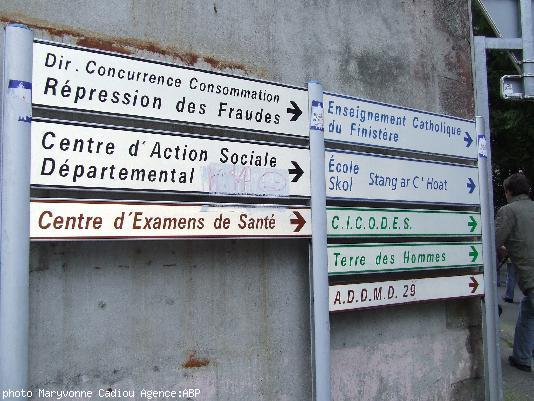 Dir. Concurrence Consommation
Répression des Fraudes
Centre d'Action Sociale
Départemental
Centre d'Examens de Santé
Enseignement Catholique
du Finistère
École
Skol Stang ar C'Hoat
C.I.C.O.D.E.S.
Terre des Hommes
A.D.D.M.D. 29
photo Maryvonne Cadiou Agence:ABP